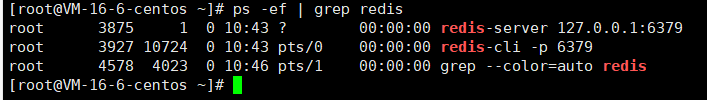 [root@VM-16-6-centos ~]# ps -ef | grep redis
root      3875     1  0 10:43 ?        00:00:00 redis-server 127.0.0.1:6379
root      3927 10724  0 10:43 pts/0    00:00:00 redis-cli -p 6379
root      4578  4023  0 10:46 pts/1    00:00:00 grep --color=auto redis
[root@VM-16-6-centos ~]#